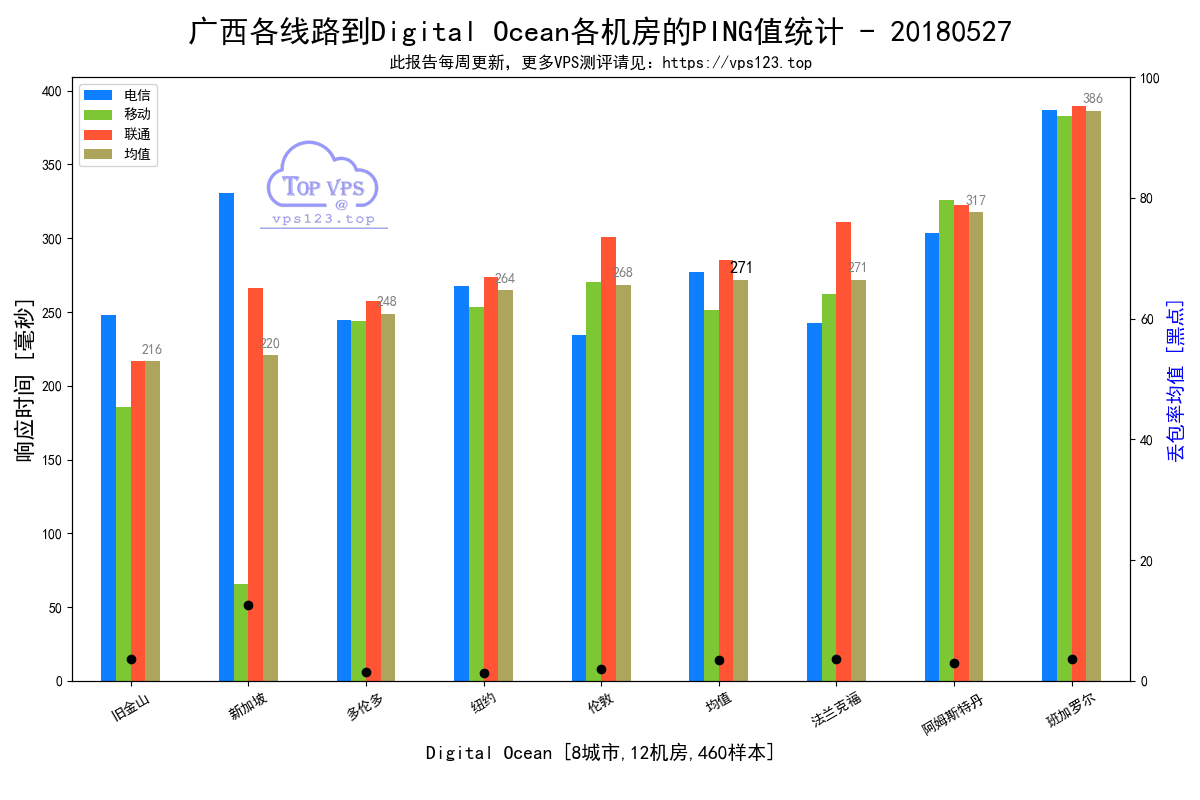 广西各线路到Digital Ocean各机房的PING值统计 - 20180527
此报告每周更新，更多VPS测评请见：https://vps123.top
电信
移动
联通
均值
TOP VPS
@
vps123.top
响应时间 [毫秒]
400
350
300
250
200
150
100
50
0
216
220
248
264
268
271
271
317
386
100
80
60
40
20
0
丢包率均值 [黑点]
旧金山
新加坡
多伦多
纽约
伦敦
均值
法兰克福
阿姆斯特丹
班加罗尔
Digital Ocean [8城市,12机房,460样本]